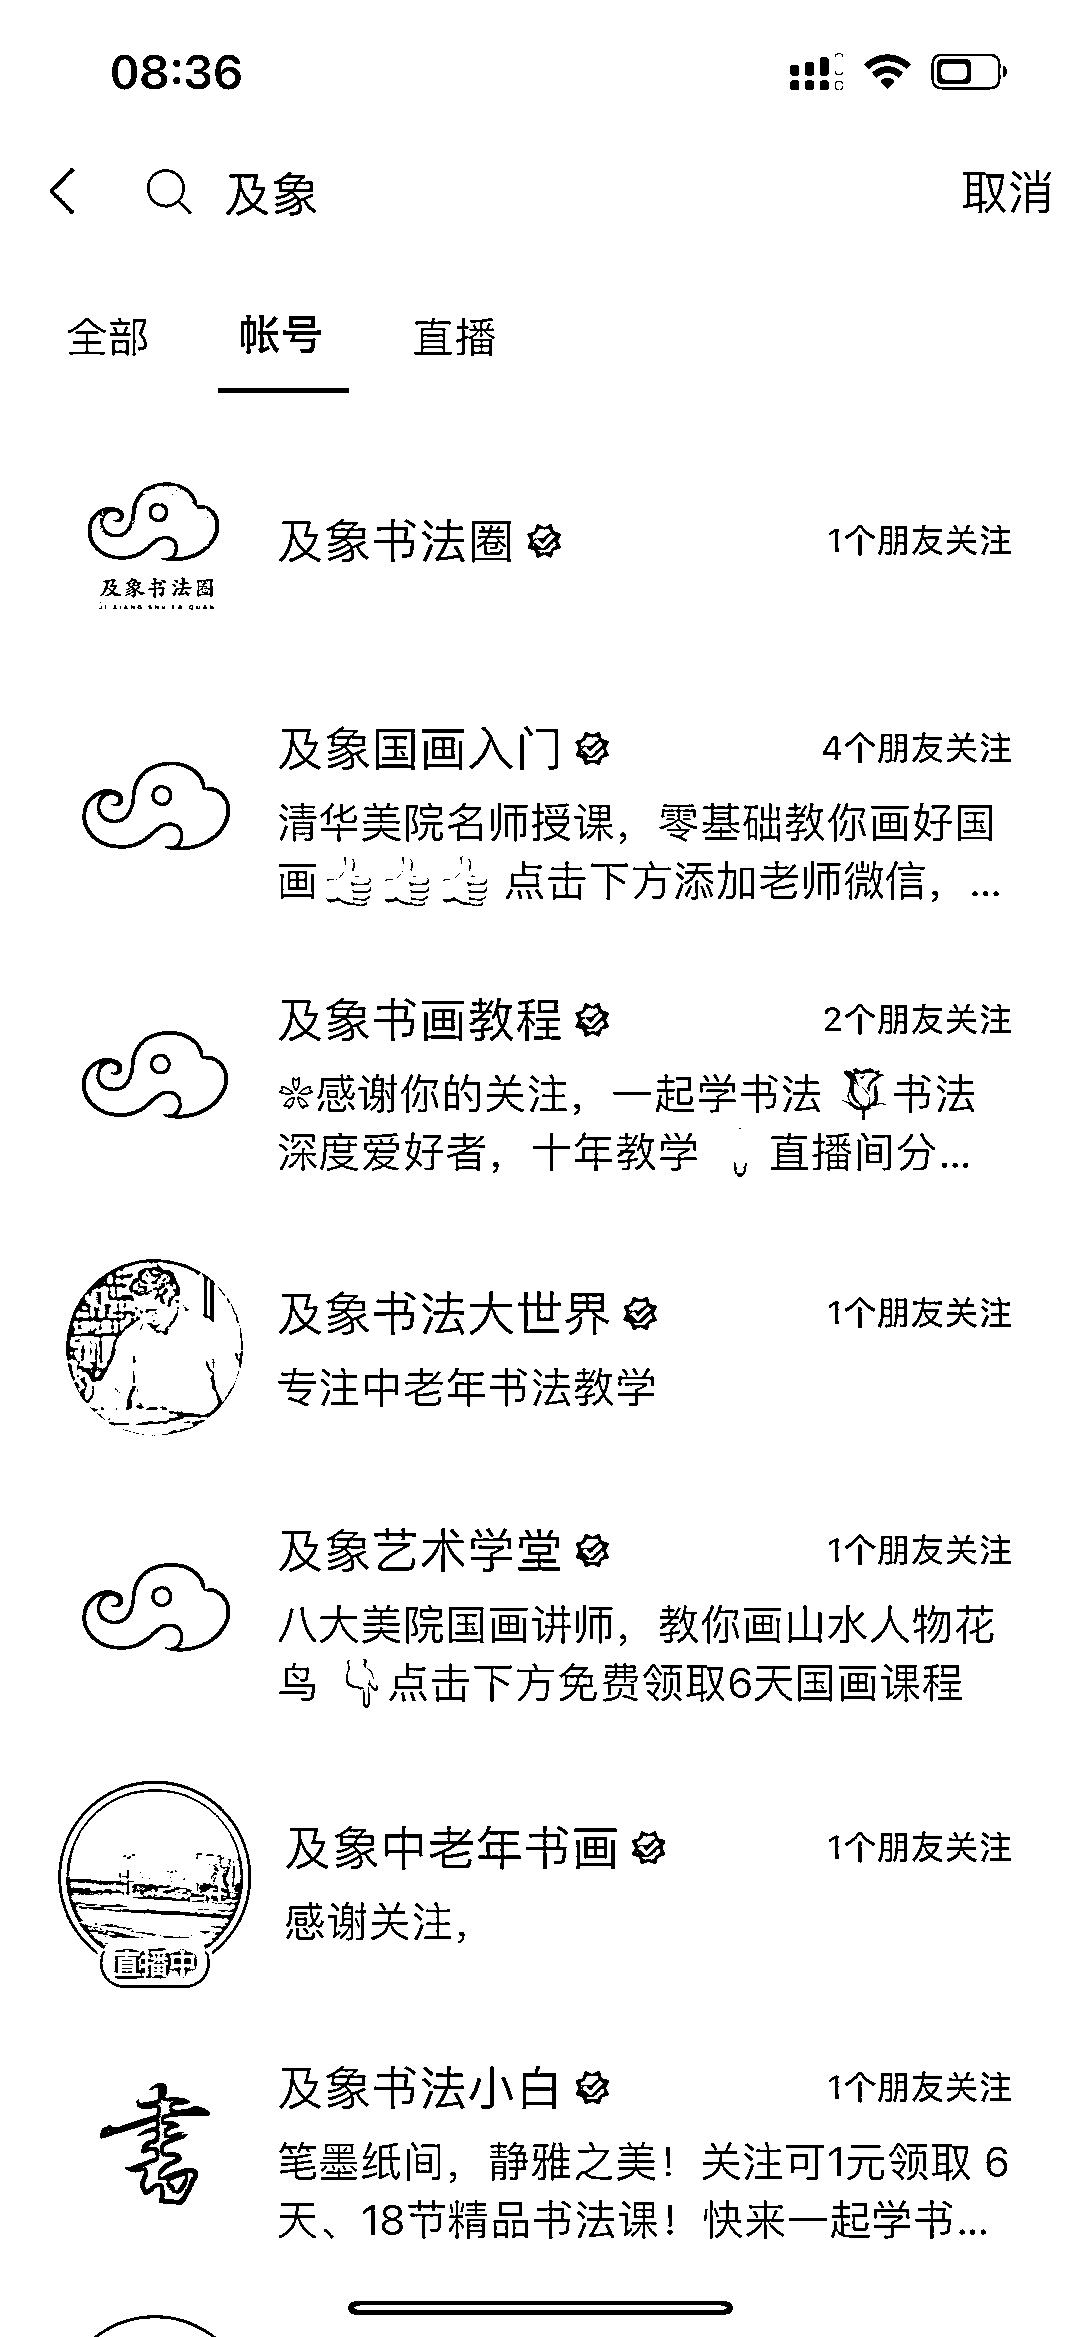 08:36
及象
取消
全部
帐号
直播
及象书法圈
1个朋友关注
及象书法圈
JI XIANG SHU FA QUAN
及象国画入门
4个朋友关注
清华美院名师授课，零基础教你画好国
画👍👍👍 点击下方添加老师微信，...
及象书画教程
2个朋友关注
感谢你的关注，一起学书法 🌹书法
深度爱好者，十年教学 直播间分...
及象书法大世界
1个朋友关注
专注中老年书法教学
及象艺术学堂
1个朋友关注
八大美院国画讲师，教你画山水人物花
鸟 👇点击下方免费领取6天国画课程
及象中老年书画
1个朋友关注
感谢关注，
直播中
及象书法小白
1个朋友关注
書
笔墨纸间，静雅之美！关注可1元领取 6
天、18节精品书法课！快来一起学书...